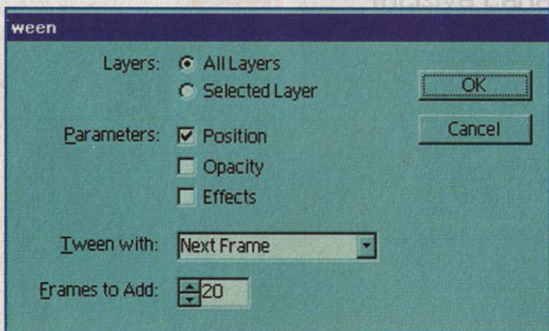 ween
Layers: All Layers
Selected Layer
OK
Parameters: Position
Cancel
Opacity
Effects
Tween with: Next Frame
Frames to Add: 20